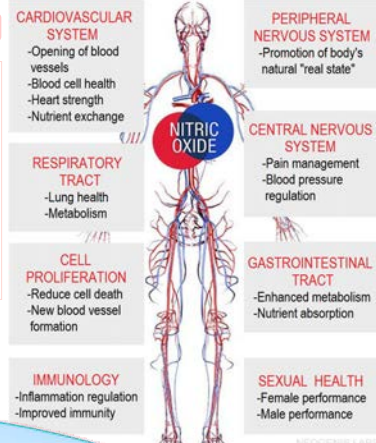 CARDIOVASCULAR
SYSTEM
-Opening of blood
vessels
-Blood cell health
-Heart strength
-Nutrient exchange
RESPIRATORY
TRACT
-Lung health
-Metabolism
CELL
PROLIFERATION
-Reduce cell death
-New blood vessel
formation
IMMUNOLOGY
-Inflammation regulation
-Improved immunity
NITRIC
OXIDE
PERIPHERAL
NERVOUS SYSTEM
-Promotion of body's
natural "real state"
CENTRAL NERVOUS
SYSTEM
-Pain management
-Blood pressure
regulation
GASTROINTESTINAL
TRACT
-Enhanced metabolism
-Nutrient absorption
SEXUAL HEALTH
-Female performance
-Male performance